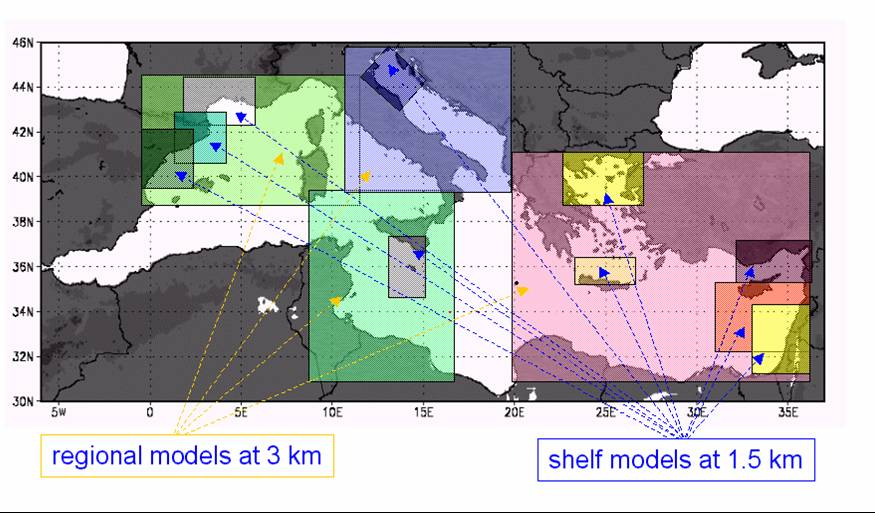 46N
44N
42N
40N
38N
36N
34N
32N
30N
5W 0 5E 10E 15E 20E 25E 30E 35E
regional models at 3 km
shelf models at 1.5 km